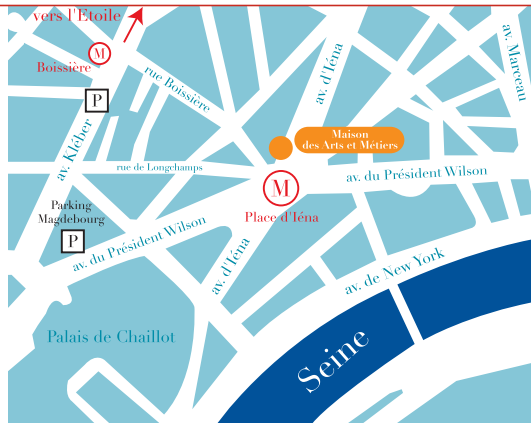 vers l'Etoile
M
Boissière
rue Boissière
av. d'Iéna
av. Marceau
P
av. Kléber
Maison
des Arts et Métiers
rue de Longchamps
av. du Président Wilson
M
Place d'Iéna
Parking
Magdebourg
P
av. du Président Wilson
av. d'Iéna
av. de New York
Palais de Chaillot
Seine